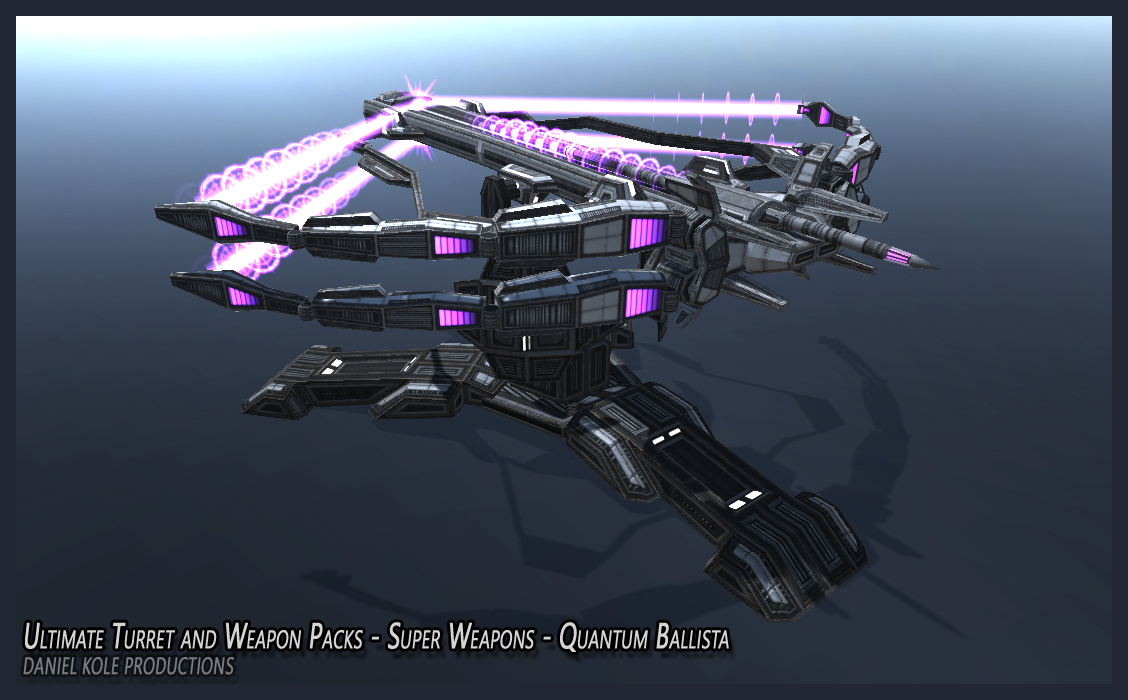 Ultimate Turret and Weapon Packs - Super Weapons - Quantum Ballista
DANIEL KOLE PRODUCTIONS